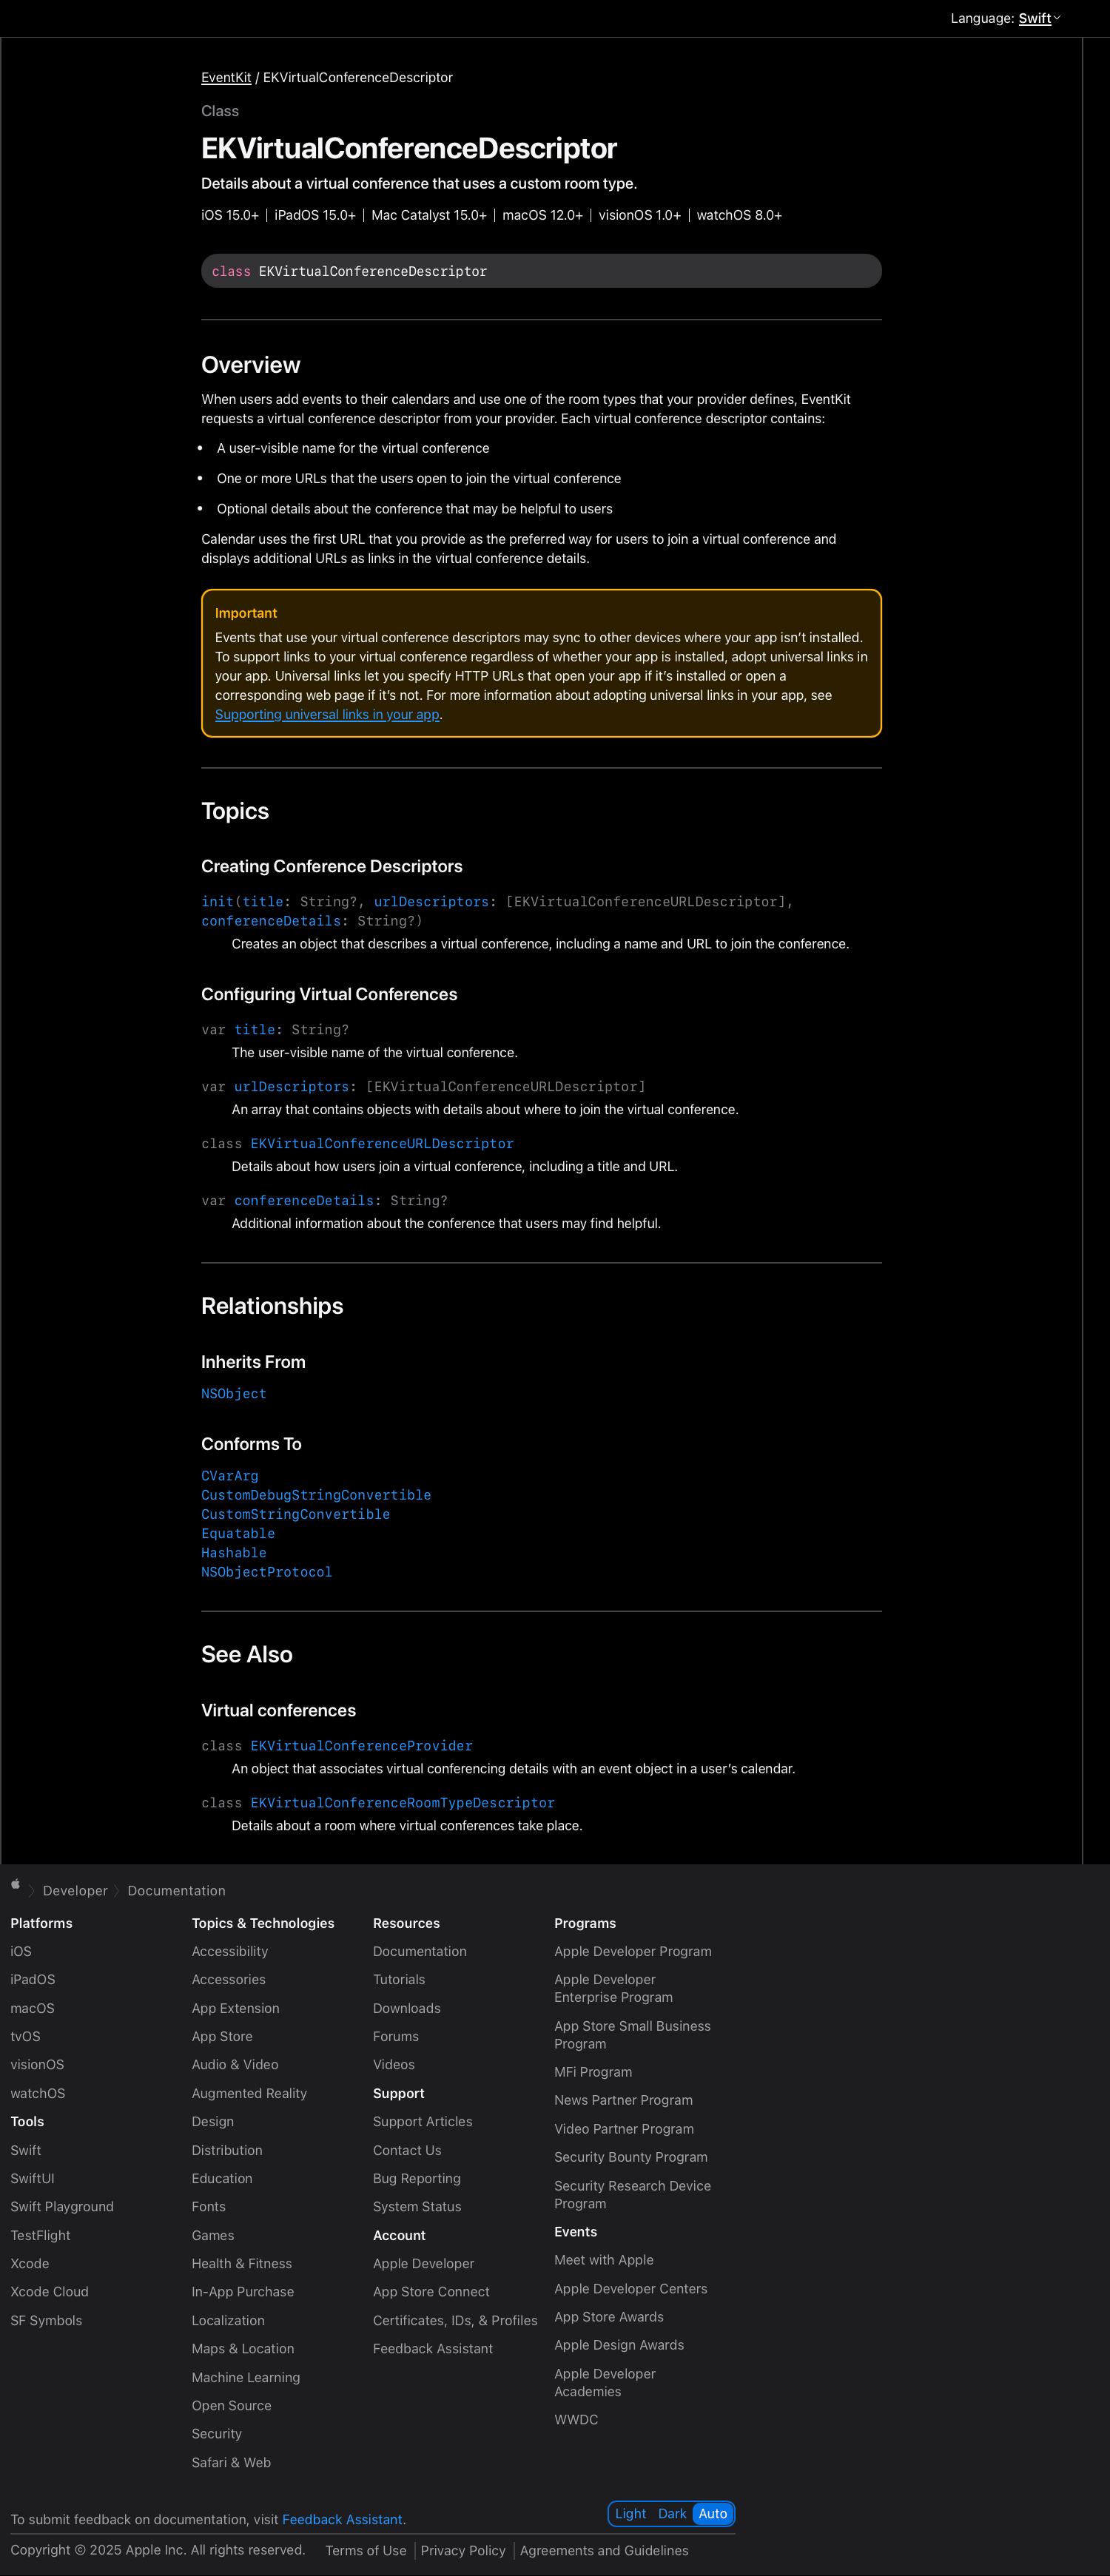 Language: Swift
EventKit / EKVirtualConferenceDescriptor
Class
EKVirtualConferenceDescriptor
Details about a virtual conference that uses a custom room type.
iOS 15.0+ | iPadOS 15.0+ | Mac Catalyst 15.0+ | macOS 12.0+ | visionOS 1.0+ | watchOS 8.0+
class EKVirtualConferenceDescriptor
Overview
When users add events to their calendars and use one of the room types that your provider defines, EventKit
requests a virtual conference descriptor from your provider. Each virtual conference descriptor contains:
• A user-visible name for the virtual conference
• One or more URLs that the users open to join the virtual conference
• Optional details about the conference that may be helpful to users
Calendar uses the first URL that you provide as the preferred way for users to join a virtual conference and
displays additional URLs as links in the virtual conference details.
Important
Events that use your virtual conference descriptors may sync to other devices where your app isn’t installed.
To support links to your virtual conference regardless of whether your app is installed, adopt universal links in
your app. Universal links let you specify HTTP URLs that open your app if it’s installed or open a
corresponding web page if it’s not. For more information about adopting universal links in your app, see
Supporting universal links in your app.
Topics
Creating Conference Descriptors
init(title: String?, urlDescriptors: [EKVirtualConferenceURLDescriptor],
conferenceDetails: String?)
Creates an object that describes a virtual conference, including a name and URL to join the conference.
Configuring Virtual Conferences
var title: String?
The user-visible name of the virtual conference.
var urlDescriptors: [EKVirtualConferenceURLDescriptor]
An array that contains objects with details about where to join the virtual conference.
class EKVirtualConferenceURLDescriptor
Details about how users join a virtual conference, including a title and URL.
var conferenceDetails: String?
Additional information about the conference that users may find helpful.
Relationships
Inherits From
NSObject
Conforms To
CVarArg
CustomDebugStringConvertible
CustomStringConvertible
Equatable
Hashable
NSObjectProtocol
See Also
Virtual conferences
class EKVirtualConferenceProvider
An object that associates virtual conferencing details with an event object in a user’s calendar.
class EKVirtualConferenceRoomTypeDescriptor
Details about a room where virtual conferences take place.
Developer Documentation
Platforms
iOS
iPadOS
macOS
tvOS
visionOS
watchOS
Tools
Swift
SwiftUI
Swift Playground
TestFlight
Xcode
Xcode Cloud
SF Symbols
Topics & Technologies
Accessibility
Accessories
App Extension
App Store
Audio & Video
Augmented Reality
Design
Distribution
Education
Fonts
Games
Health & Fitness
In-App Purchase
Localization
Maps & Location
Machine Learning
Open Source
Security
Safari & Web
Resources
Documentation
Tutorials
Downloads
Forums
Videos
Support
Support Articles
Contact Us
Bug Reporting
System Status
Account
Apple Developer
App Store Connect
Certificates, IDs, & Profiles
Feedback Assistant
Programs
Apple Developer Program
Apple Developer
Enterprise Program
App Store Small Business
Program
MFi Program
News Partner Program
Video Partner Program
Security Bounty Program
Security Research Device
Program
Events
Meet with Apple
Apple Developer Centers
App Store Awards
Apple Design Awards
Apple Developer
Academies
WWDC
To submit feedback on documentation, visit Feedback Assistant.
Light Dark Auto
Copyright © 2025 Apple Inc. All rights reserved. Terms of Use | Privacy Policy | Agreements and Guidelines